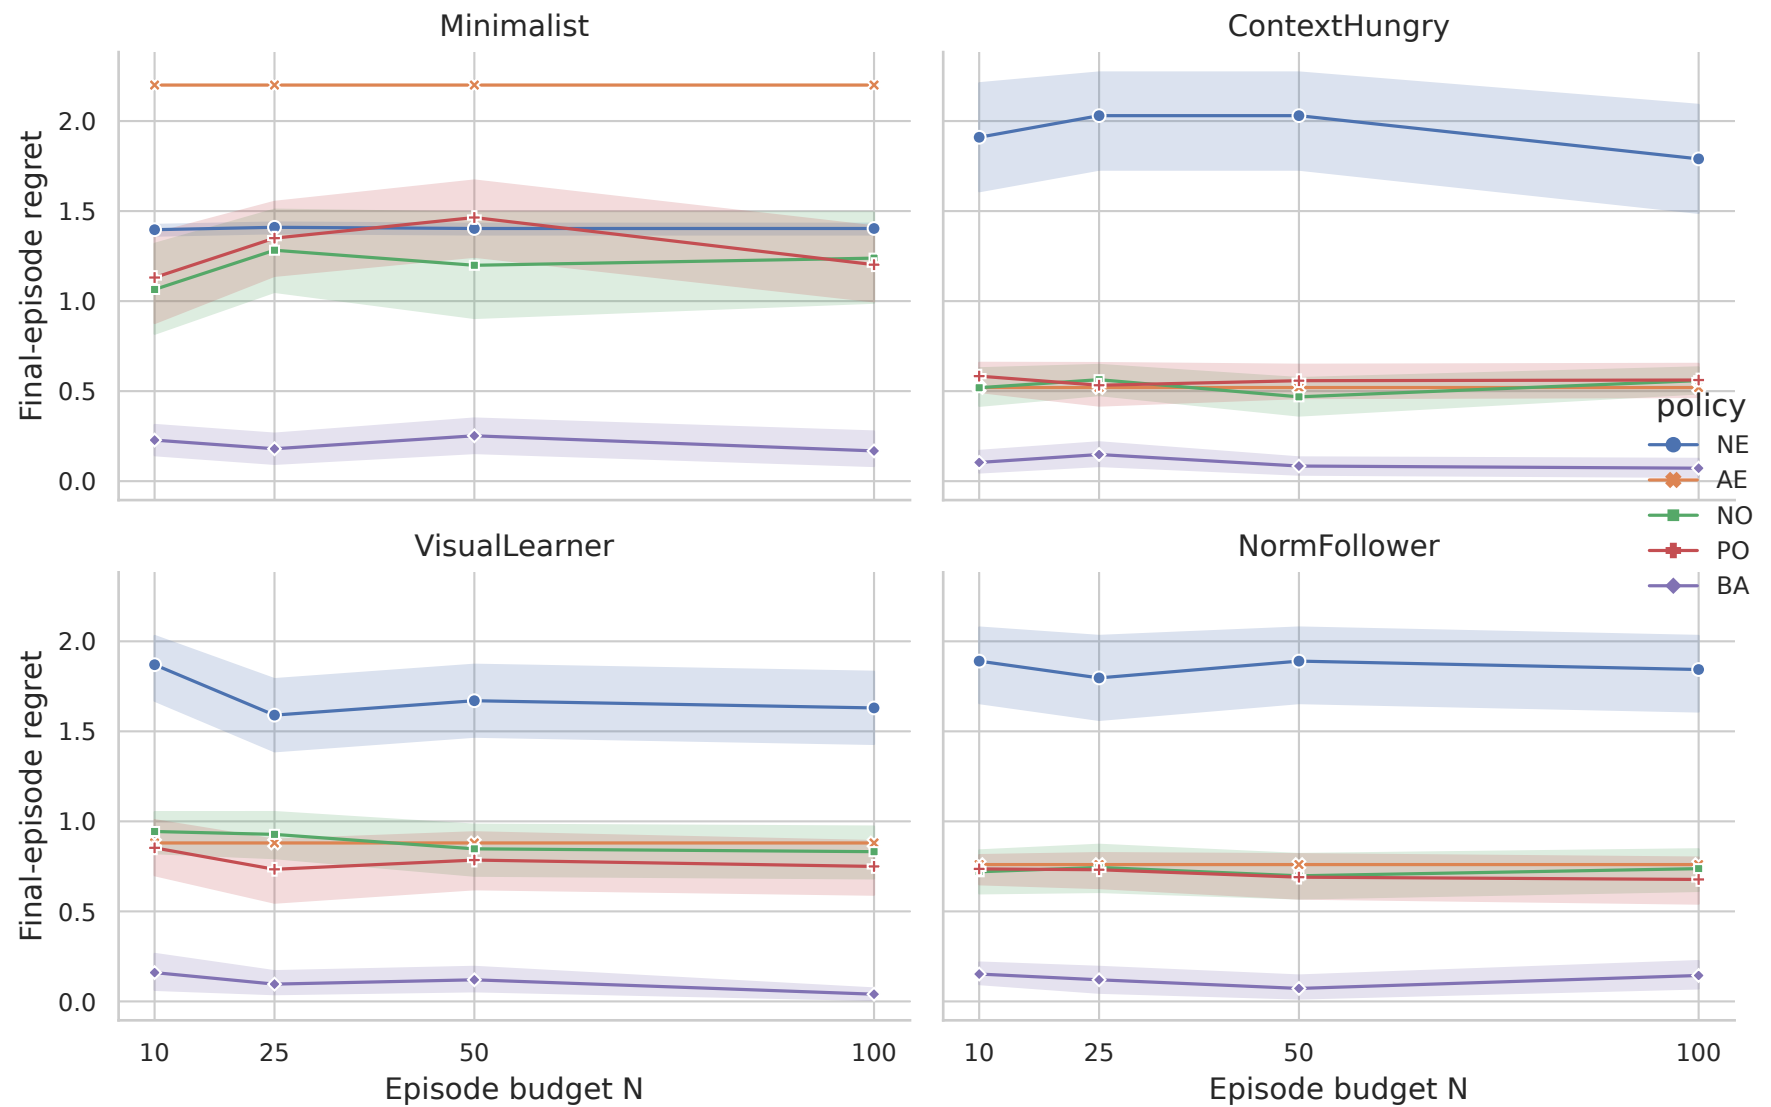 Minimalist
ContextHungry
Final-episode regret
2.0
1.5
1.0
0.5
0.0
policy
NE
AE
NO
PO
BA
VisualLearner
NormFollower
Final-episode regret
2.0
1.5
1.0
0.5
0.0
10 25 50 100
10 25 50 100
Episode budget N
Episode budget N